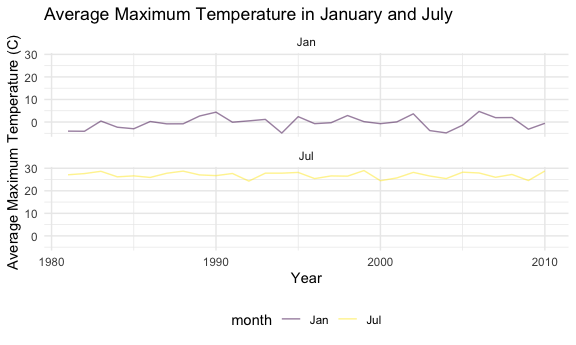 Average Maximum Temperature in January and July
Average Maximum Temperature (C)
Jan
30
20
10
0
Jul
30
20
10
0
1980
1990
2000
2010
Year
month
Jan
Jul